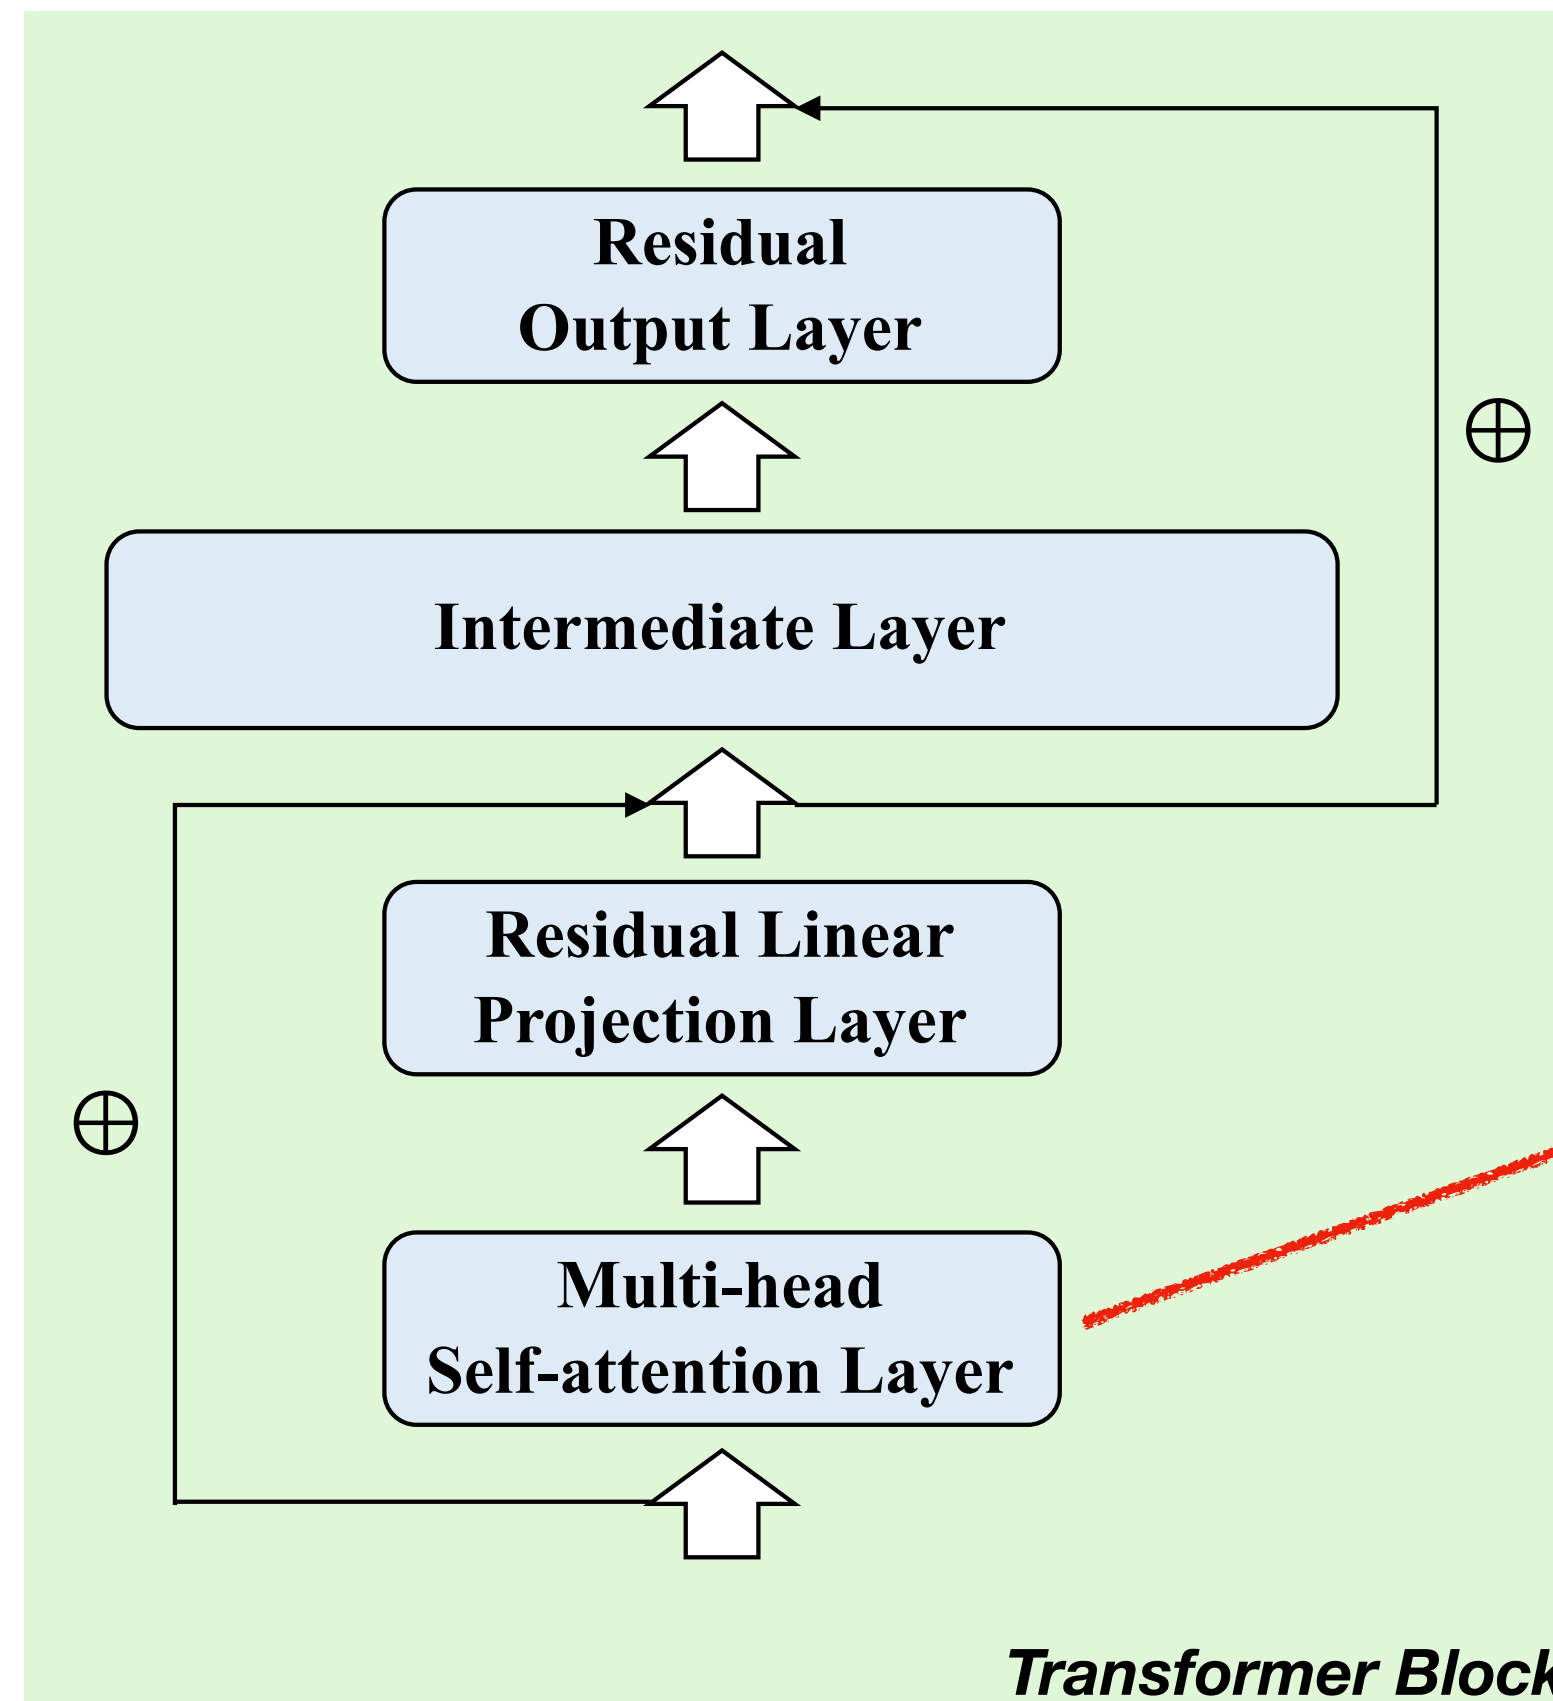 Residual
Output Layer
Intermediate Layer
Residual Linear
Projection Layer
Multi-head
Self-attention Layer
Transformer Block